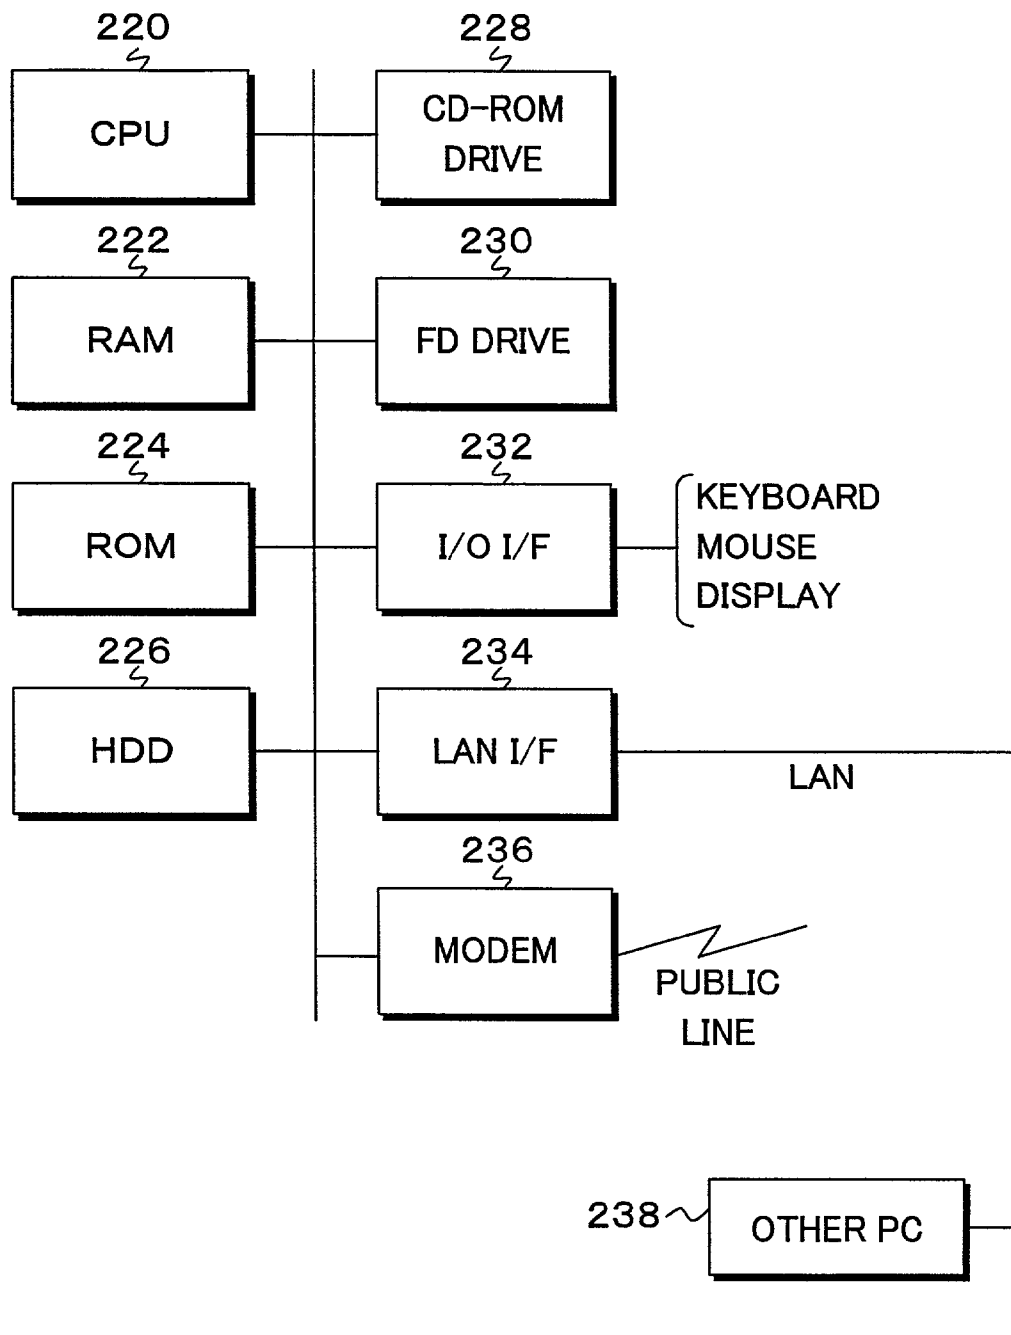 220
228
CPU
CD-ROM
DRIVE
222
230
RAM
FD DRIVE
224
232
ROM
I/O I/F
KEYBOARD
MOUSE
DISPLAY
226
234
HDD
LAN I/F
LAN
236
MODEM
PUBLIC
LINE
238
OTHER PC